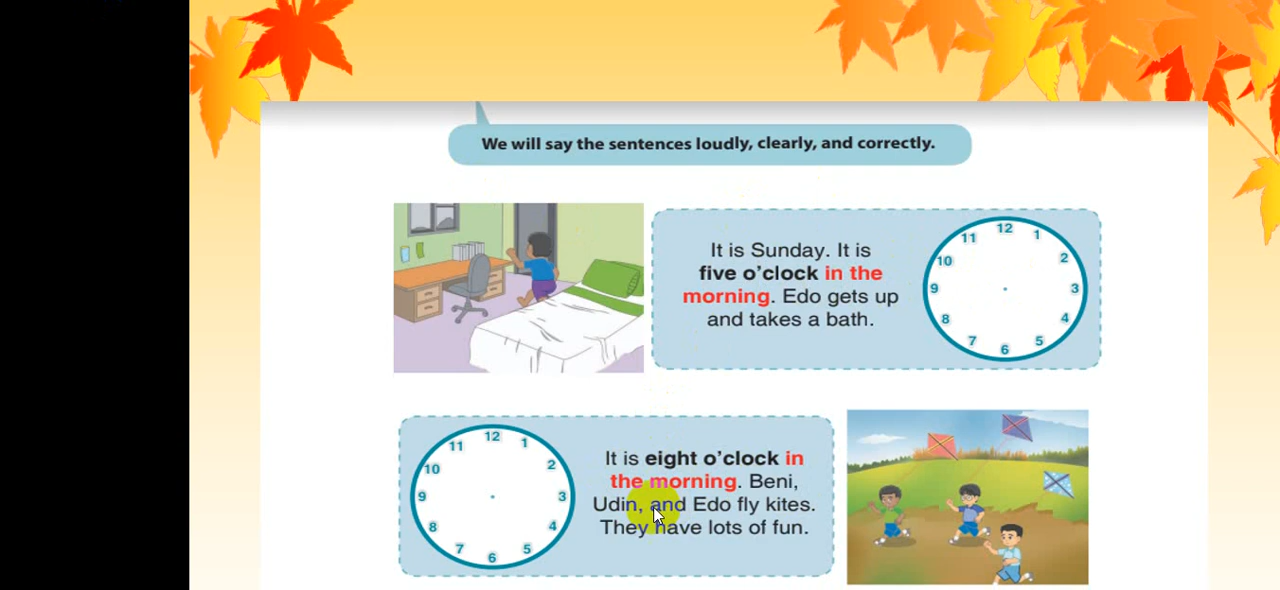 We will say the sentences loudly, clearly, and correctly.
It is Sunday. It is
five o’clock in the
morning. Edo gets up
and takes a bath.
12
11
1
10
2
9
3
8
4
7
5
6
It is eight o’clock in
the morning. Beni,
Udin, and Edo fly kites.
They have lots of fun.
12
11
1
10
2
9
3
8
4
7
5
6